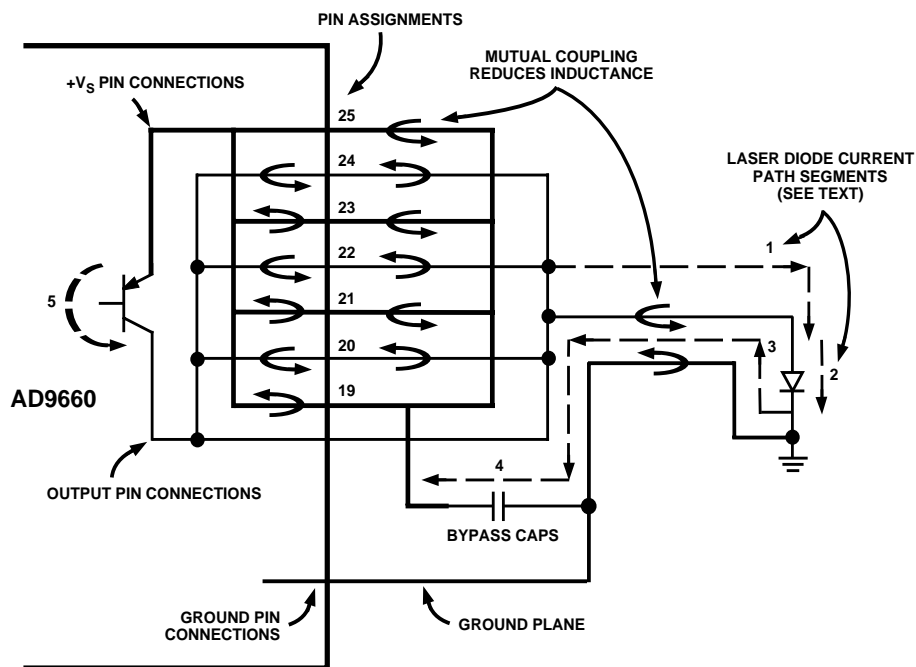 PIN ASSIGNMENTS
MUTUAL COUPLING
REDUCES INDUCTANCE
+VS PIN CONNECTIONS
25
24
LASER DIODE CURRENT
PATH SEGMENTS
(SEE TEXT)
23
22
1
5
21
20
3
2
19
AD9660
4
OUTPUT PIN CONNECTIONS
BYPASS CAPS
GROUND PIN
CONNECTIONS
GROUND PLANE